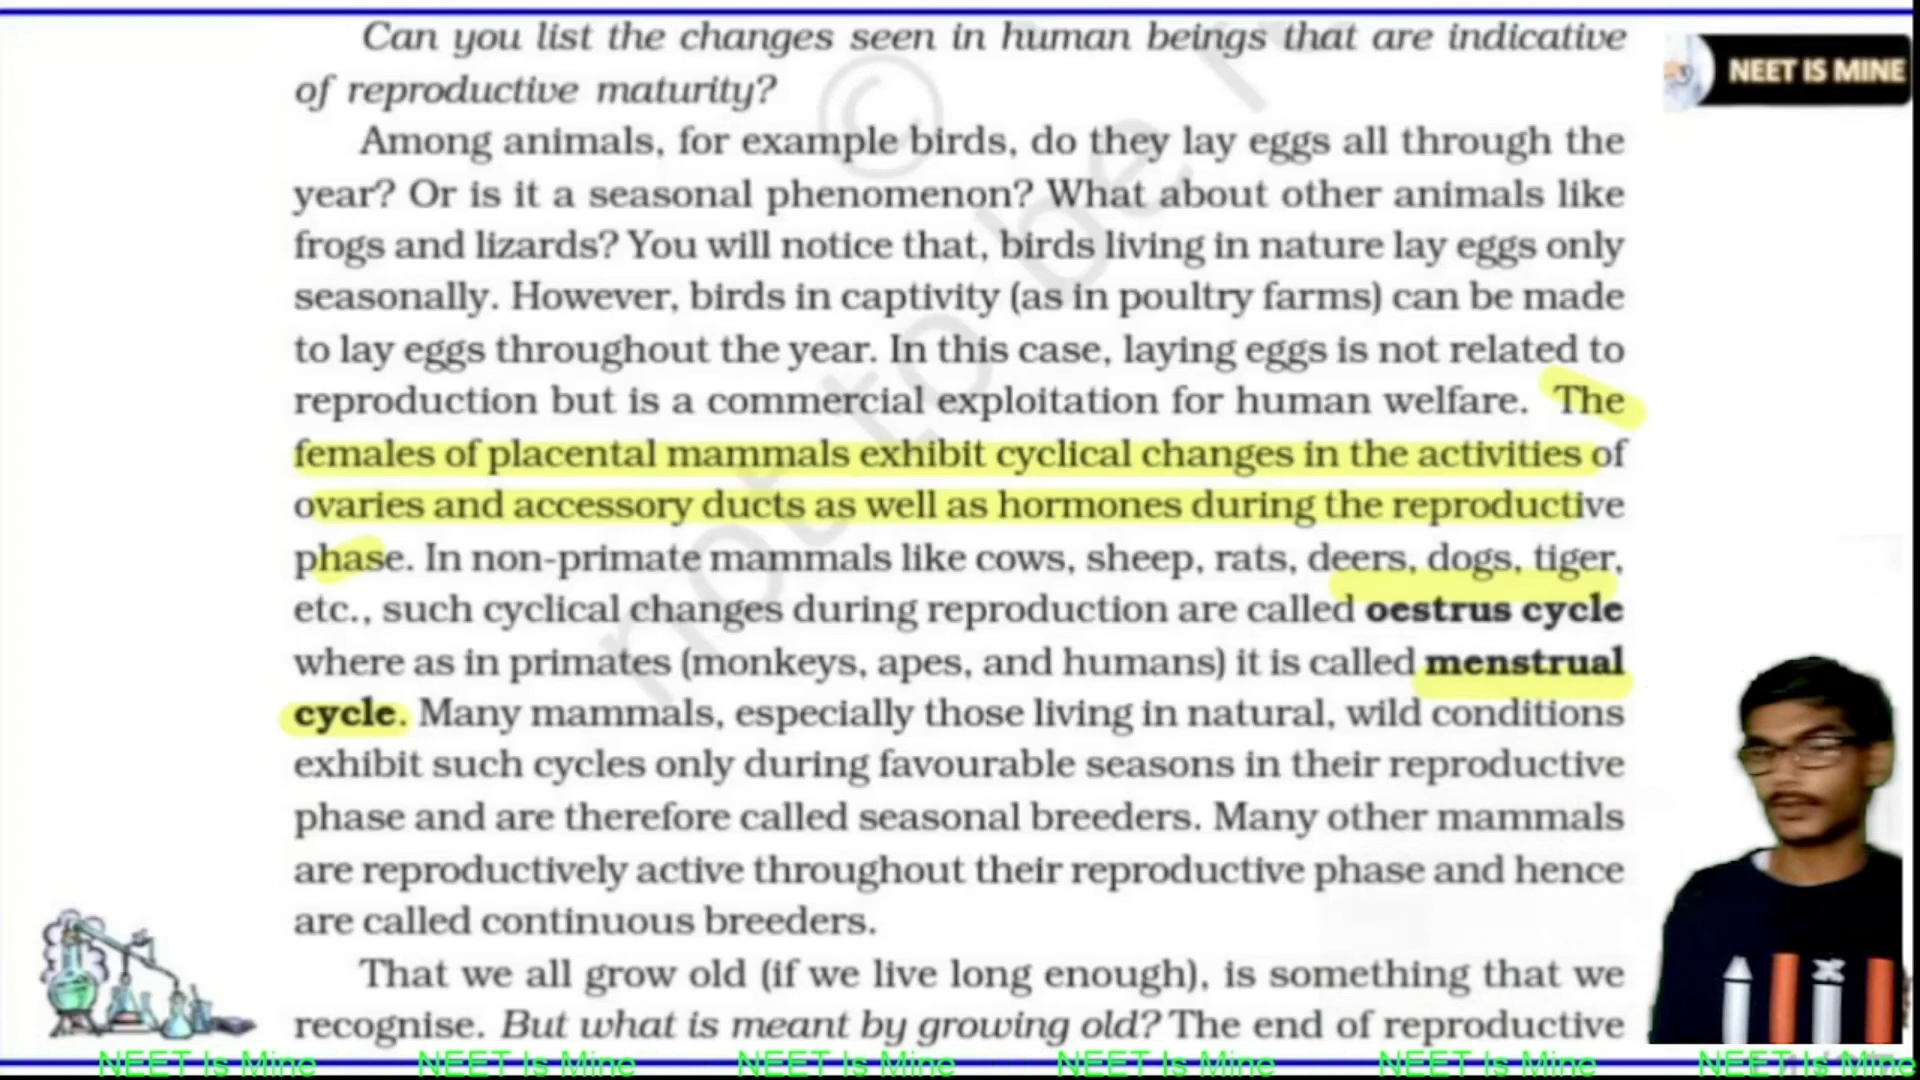 Can you list the changes seen in human beings that are indicative
of reproductive maturity?
NEET IS MINE
Among animals, for example birds, do they lay eggs all through the
year? Or is it a seasonal phenomenon? What about other animals like
frogs and lizards? You will notice that, birds living in nature lay eggs only
seasonally. However, birds in captivity (as in poultry farms) can be made
to lay eggs throughout the year. In this case, laying eggs is not related to
reproduction but is a commercial exploitation for human welfare. The
females of placental mammals exhibit cyclical changes in the activities of
ovaries and accessory ducts as well as hormones during the reproductive
phase. In non-primate mammals like cows, sheep, rats, deers, dogs, tiger,
etc., such cyclical changes during reproduction are called oestrus cycle
where as in primates (monkeys, apes, and humans) it is called menstrual
cycle. Many mammals, especially those living in natural, wild conditions
exhibit such cycles only during favourable seasons in their reproductive
phase and are therefore called seasonal breeders. Many other mammals
are reproductively active throughout their reproductive phase and hence
are called continuous breeders.
That we all grow old (if we live long enough), is something that we
recognise. But what is meant by growing old? The end of reproductive
© not to be r
NEET Is Mine NEET Is Mine NEET Is Mine NEET Is Mine NEET Is Mine NEET Is Mine